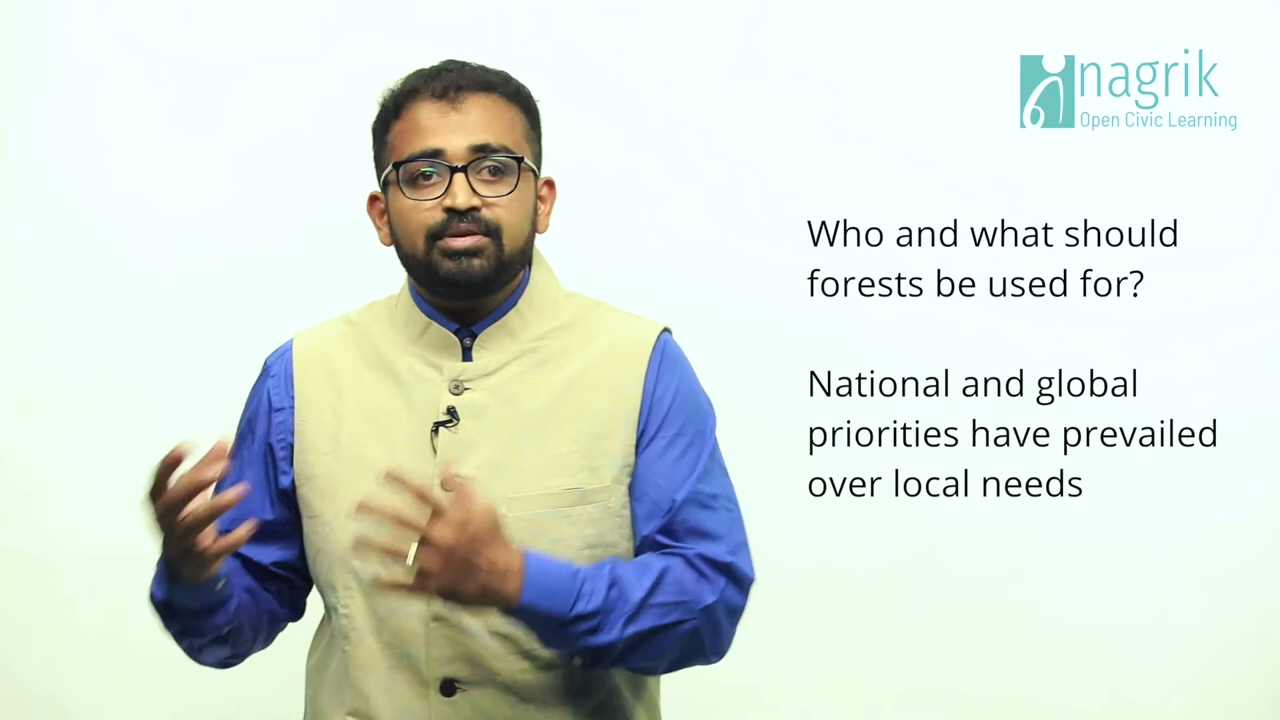 nagrik
Open Civic Learning
Who and what should
forests be used for?
National and global
priorities have prevailed
over local needs